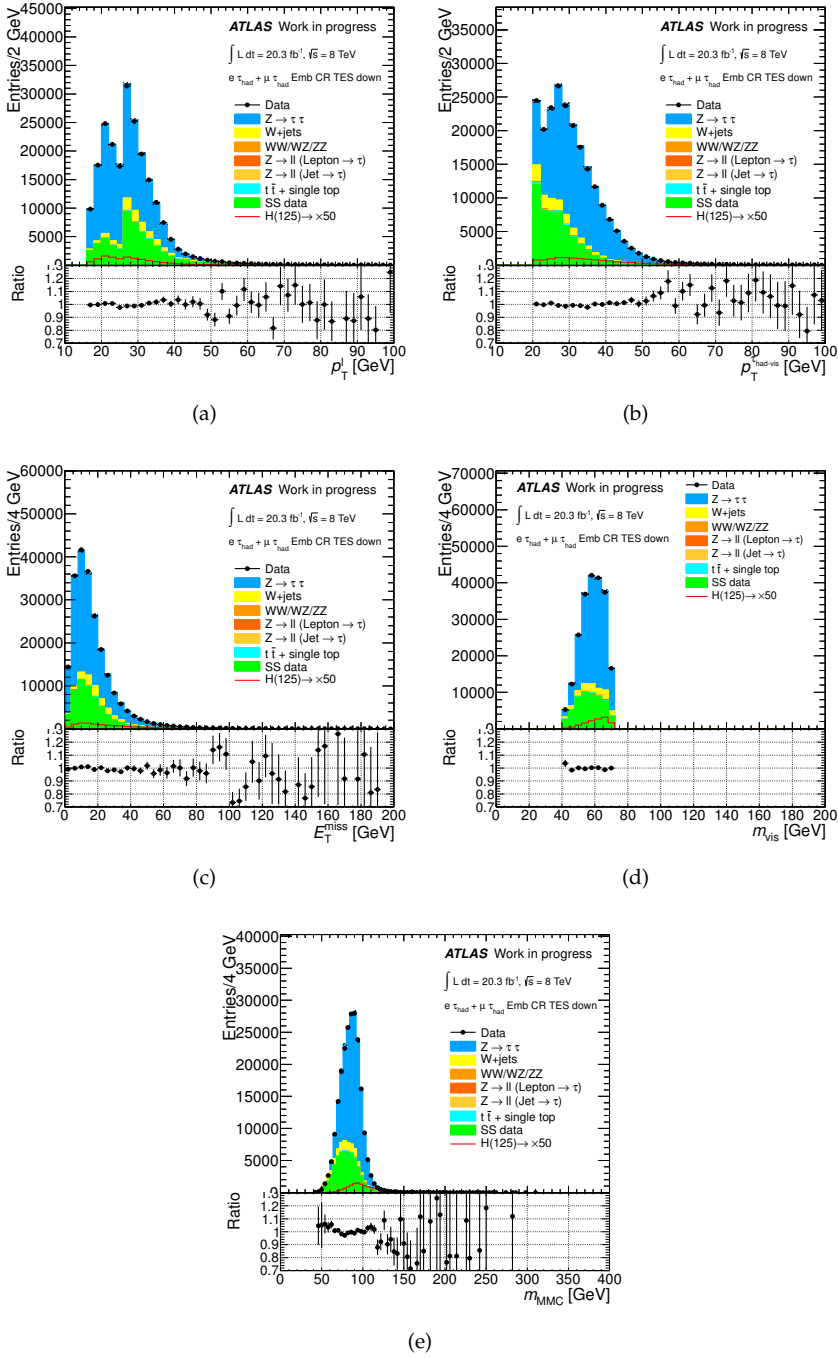 Entries/2 GeV
45000
40000
35000
30000
25000
20000
15000
10000
5000
ATLAS Work in progress
∫ L dt = 20.3 fb⁻¹, √s = 8 TeV
e τhad + μ τhad Emb CR TES down
Data
Z → τ τ
W+jets
WW/WZ/ZZ
Z → ll (Lepton → τ)
Z → ll (Jet → τ)
t t̄ + single top
SS data
H(125)→ ×50
Ratio
1.3
1.2
1.1
1
0.9
0.8
0.7
10 20 30 40 50 60 70 80 90 100
p_T^l [GeV]
(a)
Entries/2 GeV
35000
30000
25000
20000
15000
10000
5000
ATLAS Work in progress
∫ L dt = 20.3 fb⁻¹, √s = 8 TeV
e τhad + μ τhad Emb CR TES down
Data
Z → τ τ
W+jets
WW/WZ/ZZ
Z → ll (Lepton → τ)
Z → ll (Jet → τ)
t t̄ + single top
SS data
H(125)→ ×50
Ratio
1.3
1.2
1.1
1
0.9
0.8
0.7
10 20 30 40 50 60 70 80 90 100
p_T^τhad-vis [GeV]
(b)
Entries/4 GeV
60000
50000
40000
30000
20000
10000
ATLAS Work in progress
∫ L dt = 20.3 fb⁻¹, √s = 8 TeV
e τhad + μ τhad Emb CR TES down
Data
Z → τ τ
W+jets
WW/WZ/ZZ
Z → ll (Lepton → τ)
Z → ll (Jet → τ)
t t̄ + single top
SS data
H(125)→ ×50
Ratio
1.3
1.2
1.1
1
0.9
0.8
0.7
0 20 40 60 80 100 120 140 160 180 200
E_T^miss [GeV]
(c)
Entries/4 GeV
70000
60000
50000
40000
30000
20000
10000
ATLAS Work in progress
∫ L dt = 20.3 fb⁻¹, √s = 8 TeV
e τhad + μ τhad Emb CR TES down
Data
Z → τ τ
W+jets
WW/WZ/ZZ
Z → ll (Lepton → τ)
Z → ll (Jet → τ)
t t̄ + single top
SS data
H(125)→ ×50
Ratio
1.3
1.2
1.1
1
0.9
0.8
0.7
0 20 40 60 80 100 120 140 160 180 200
m_vis [GeV]
(d)
Entries/4 GeV
40000
35000
30000
25000
20000
15000
10000
5000
ATLAS Work in progress
∫ L dt = 20.3 fb⁻¹, √s = 8 TeV
e τhad + μ τhad Emb CR TES down
Data
Z → τ τ
W+jets
WW/WZ/ZZ
Z → ll (Lepton → τ)
Z → ll (Jet → τ)
t t̄ + single top
SS data
H(125)→ ×50
Ratio
1.3
1.2
1.1
1
0.9
0.8
0.7
0 50 100 150 200 250 300 350 400
m_MMC [GeV]
(e)